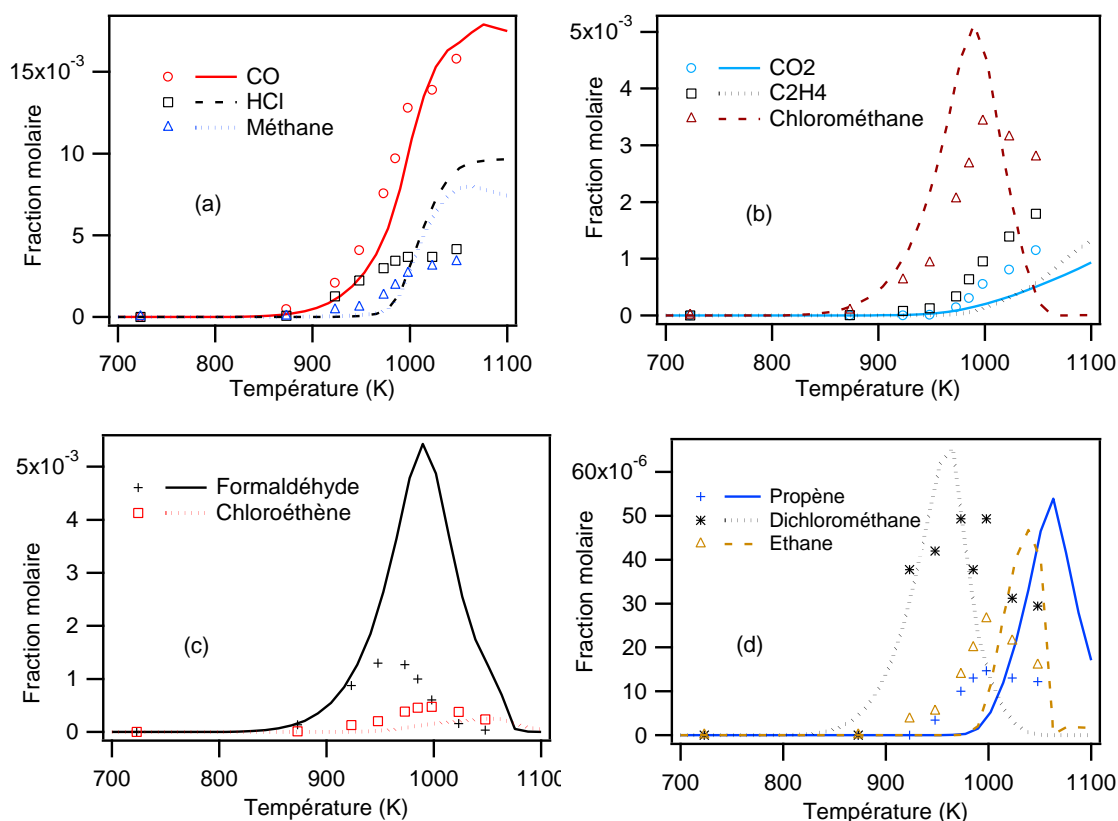 15x10-3
10
5
0
Fraction molaire
CO
HCl
Méthane
(a)
700 800 900 1000 1100
Température (K)
5x10-3
4
3
2
1
0
Fraction molaire
CO2
C2H4
Chlorométhane
(b)
700 800 900 1000 1100
Température (K)
5x10-3
4
3
2
1
0
Fraction molaire
Formaldéhyde
Chloroéthène
(c)
700 800 900 1000 1100
Température (K)
60x10-6
50
40
30
20
10
0
Fraction molaire
Propène
Dichlorométhane
Ethane
(d)
700 800 900 1000 1100
Température (K)